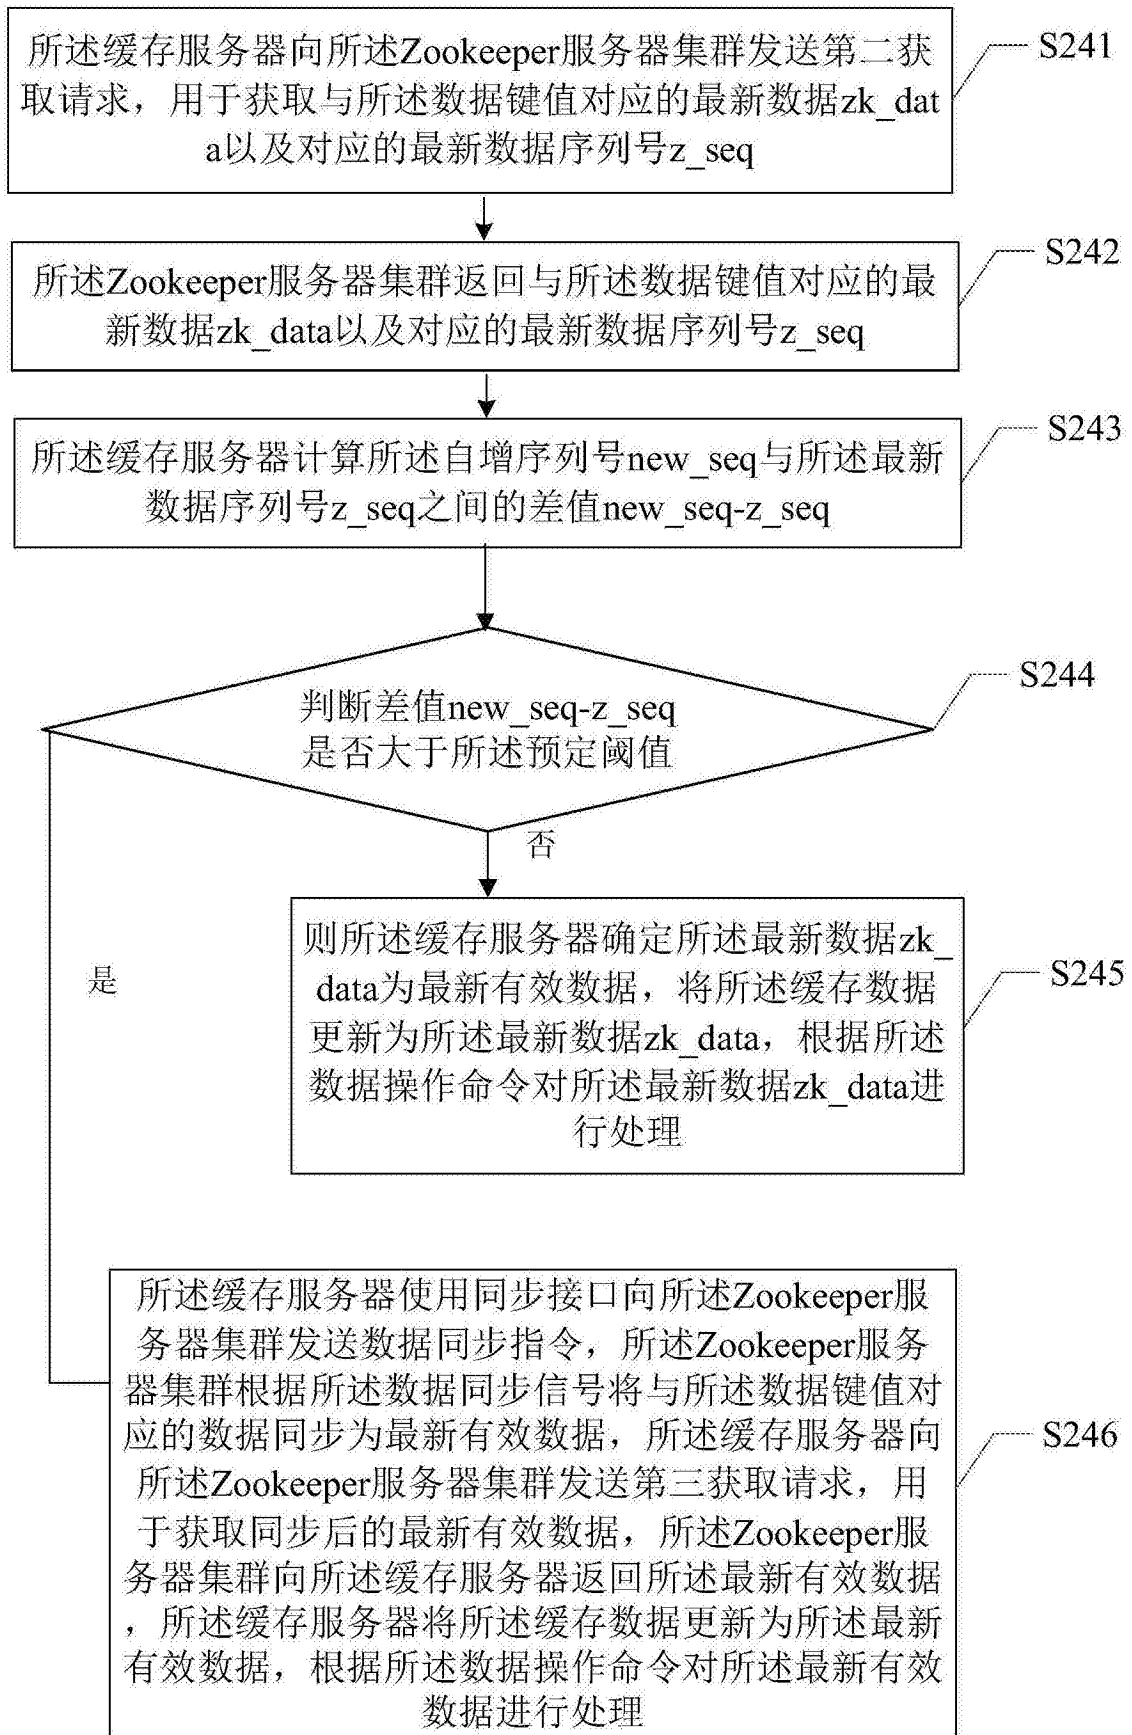 所述缓存服务器向所述Zookeeper服务器集群发送第二获
取请求，用于获取与所述数据键值对应的最新数据zk_dat
a以及对应的最新数据序列号z_seq
S241
所述Zookeeper服务器集群返回与所述数据键值对应的最
新数据zk_data以及对应的最新数据序列号z_seq
S242
所述缓存服务器计算所述自增序列号new_seq与所述最新
数据序列号z_seq之间的差值new_seq-z_seq
S243
判断差值new_seq-z_seq
是否大于所述预定阈值
S244
否
是
则所述缓存服务器确定所述最新数据zk_
data为最新有效数据，将所述缓存数据
更新为所述最新数据zk_data，根据所述
数据操作命令对所述最新数据zk_data进
行处理
S245
所述缓存服务器使用同步接口向所述Zookeeper服
务器集群发送数据同步指令，所述Zookeeper服务
器集群根据所述数据同步信号将与所述数据键值对
应的数据同步为最新有效数据，所述缓存服务器向
所述Zookeeper服务器集群发送第三获取请求，用
于获取同步后的最新有效数据，所述Zookeeper服
务器集群向所述缓存服务器返回所述最新有效数据
，所述缓存服务器将所述缓存数据更新为所述最新
有效数据，根据所述数据操作命令对所述最新有效
数据进行处理
S246